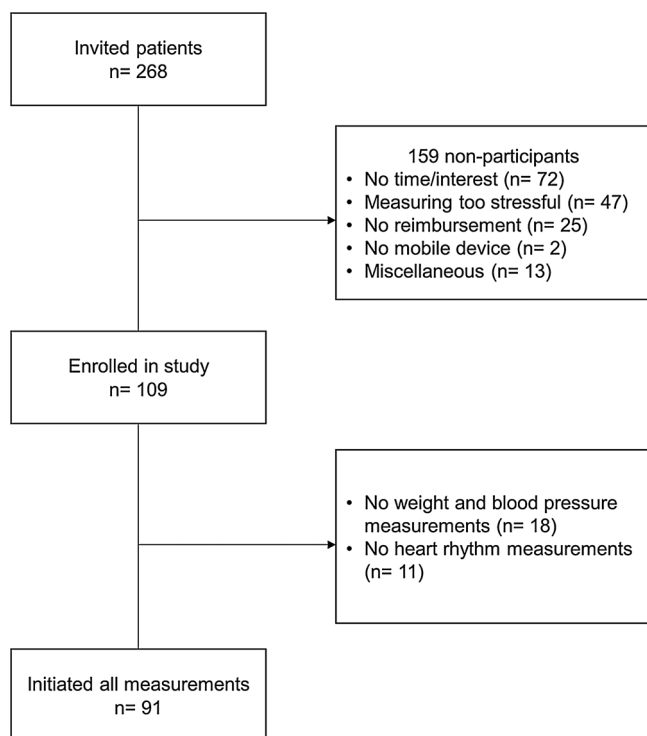 Invited patients
n= 268
159 non-participants
• No time/interest (n= 72)
• Measuring too stressful (n= 47)
• No reimbursement (n= 25)
• No mobile device (n= 2)
• Miscellaneous (n= 13)
Enrolled in study
n= 109
• No weight and blood pressure
measurements (n= 18)
• No heart rhythm measurements
(n= 11)
Initiated all measurements
n= 91